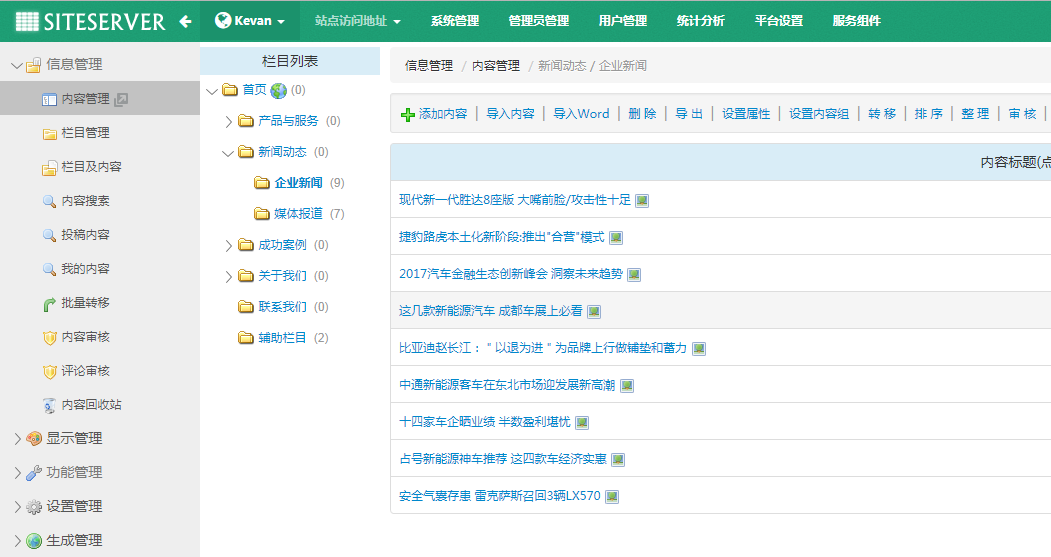 SITESERVER
Kevan 站点访问地址 系统管理 管理员管理 用户管理 统计分析 平台设置 服务组件
信息管理
内容管理
栏目管理
栏目及内容
内容搜索
投稿内容
我的内容
批量转移
内容审核
评论审核
内容回收站
显示管理
功能管理
设置管理
生成管理
栏目列表
首页 (0)
产品与服务 (0)
新闻动态 (0)
企业新闻 (9)
媒体报道 (7)
成功案例 (0)
关于我们 (0)
联系我们 (0)
辅助栏目 (2)
信息管理 / 内容管理 / 新闻动态 / 企业新闻
添加内容 | 导入内容 | 导入Word | 删 除 | 导 出 | 设置属性 | 设置内容组 | 转 移 | 排 序 | 整 理 | 审 核 |
内容标题(点
现代新一代胜达8座版 大嘴前脸/攻击性十足
捷豹路虎本土化新阶段:推出"合营"模式
2017汽车金融生态创新峰会 洞察未来趋势
这几款新能源汽车 成都车展上必看
比亚迪赵长江："以退为进"为品牌上行做铺垫和蓄力
中通新能源客车在东北市场迎发展新高潮
十四家车企晒业绩 半数盈利堪忧
占号新能源神车推荐 这四款车经济实惠
安全气囊存患 雷克萨斯召回3辆LX570